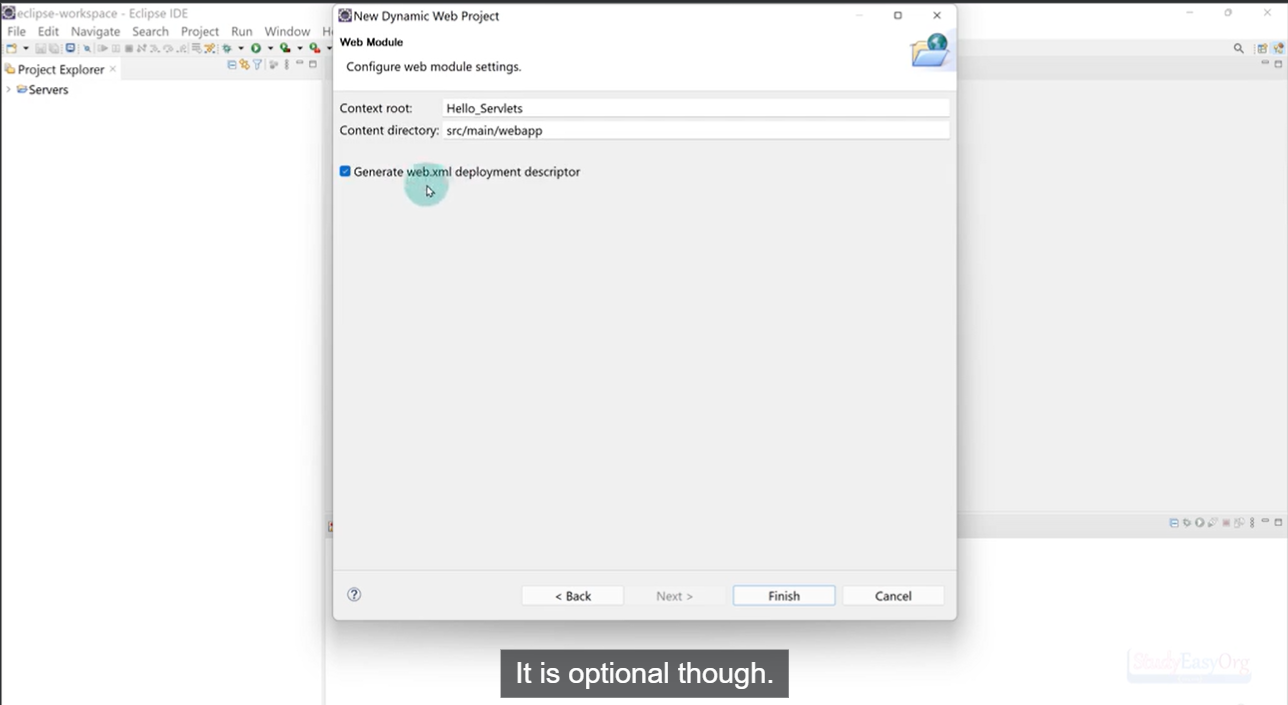 eclipse-workspace - Eclipse IDE
File Edit Navigate Search Project Run Window H
Project Explorer
Servers
New Dynamic Web Project
Web Module
Configure web module settings.
Context root: Hello_Servlets
Content directory: src/main/webapp
Generate web.xml deployment descriptor
? < Back Next > Finish Cancel
It is optional though.
StudyEasyOrg